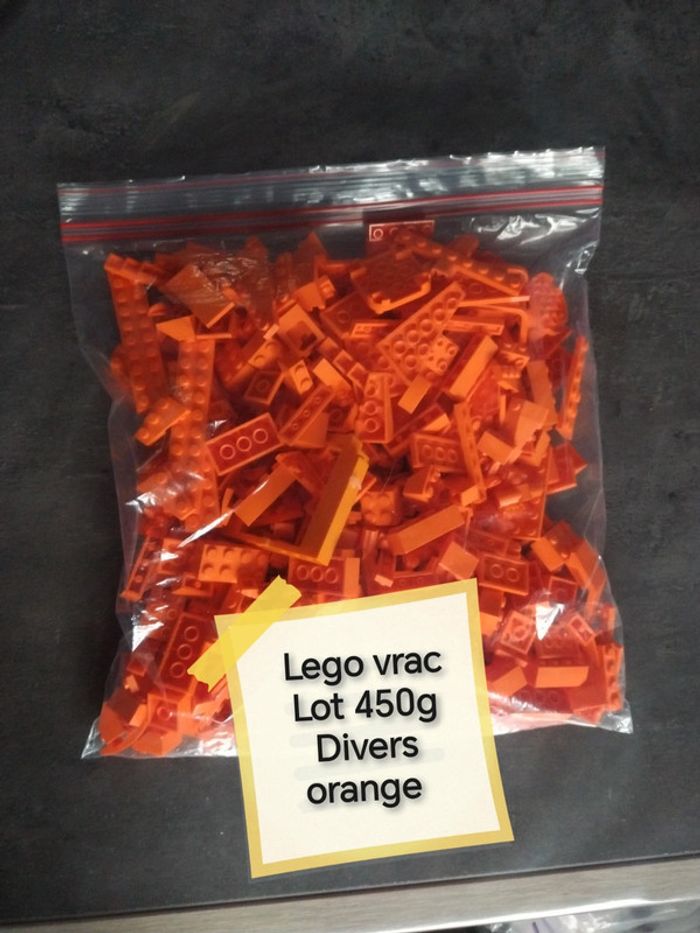 Lego vrac
Lot 450g
Divers
orange